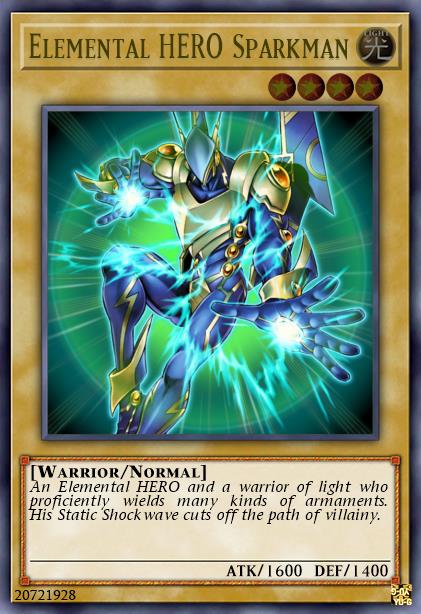 ELEMENTAL HERO SPARKMAN
LIGHT
光
[WARRIOR/NORMAL]
An Elemental HERO and a warrior of light who
proficiently wields many kinds of armaments.
His Static Shockwave cuts off the path of villainy.
ATK/1600 DEF/1400
20721928